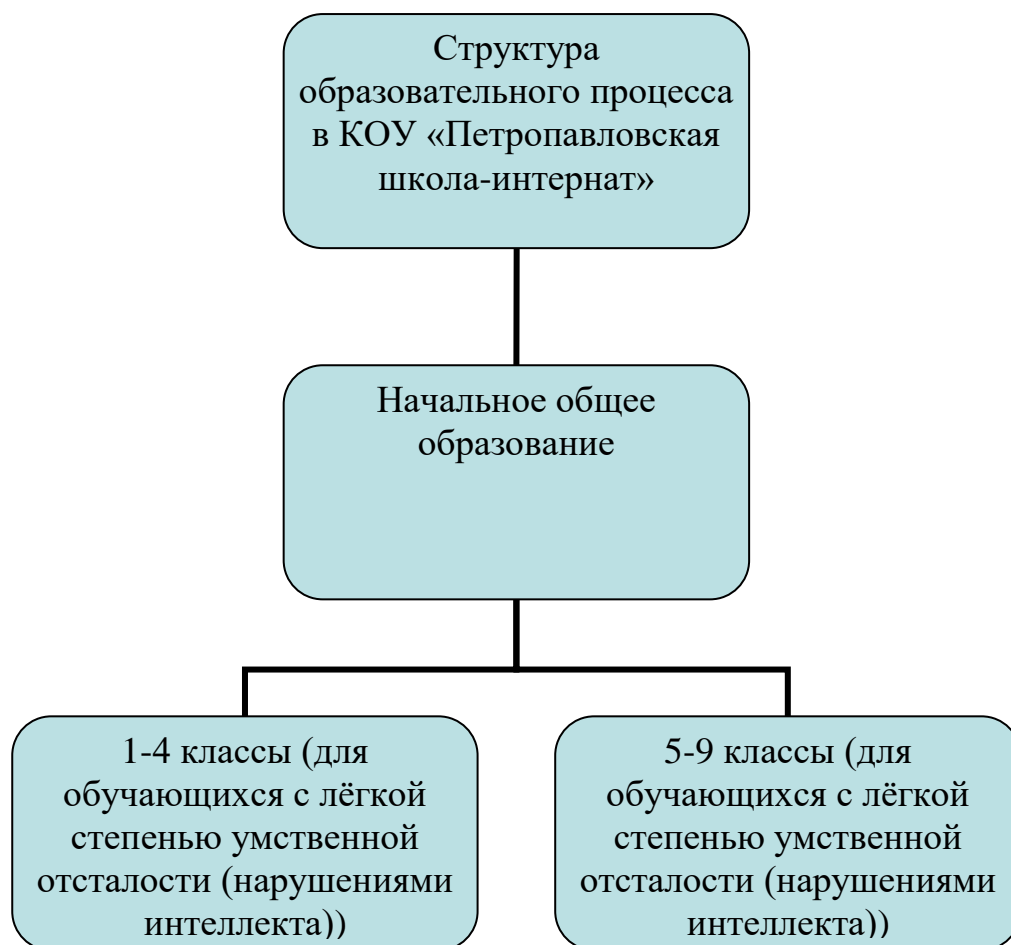 Структура
образовательного процесса
в КОУ «Петропавловская
школа-интернат»
Начальное общее
образование
1-4 классы (для
обучающихся с лёгкой
степенью умственной
отсталости (нарушениями
интеллекта))
5-9 классы (для
обучающихся с лёгкой
степенью умственной
отсталости (нарушениями
интеллекта))